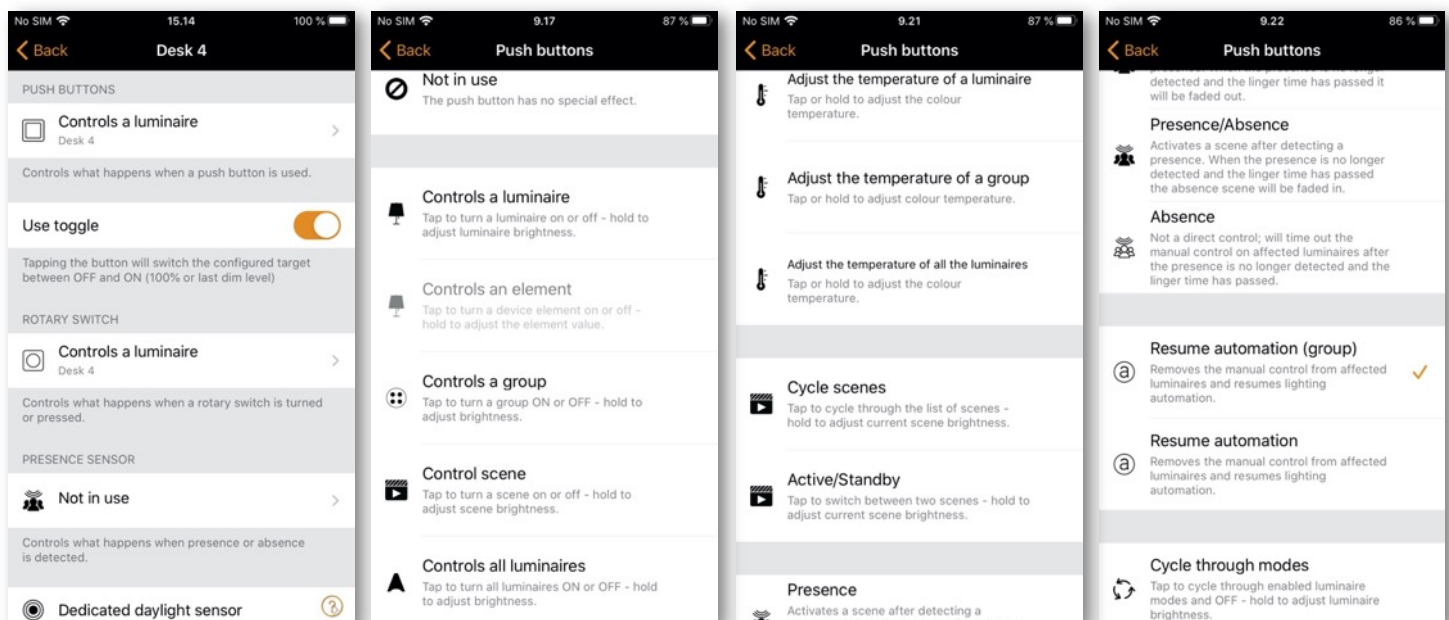 No SIM 15.14 100 %
Back Desk 4
PUSH BUTTONS
Controls a luminaire
Desk 4
Controls what happens when a push button is used.
Use toggle
Tapping the button will switch the configured target
between OFF and ON (100% or last dim level)
ROTARY SWITCH
Controls a luminaire
Desk 4
Controls what happens when a rotary switch is turned
or pressed.
PRESENCE SENSOR
Not in use
Controls what happens when presence or absence
is detected.
Dedicated daylight sensor ?
No SIM 9.17 87 %
Back Push buttons
Not in use
The push button has no special effect.
Controls a luminaire
Tap to turn a luminaire on or off - hold to
adjust luminaire brightness.
Controls an element
Tap to turn a device element on or off -
hold to adjust the element value.
Controls a group
Tap to turn a group ON or OFF - hold to
adjust brightness.
Control scene
Tap to turn a scene on or off - hold to
adjust scene brightness.
Controls all luminaires
Tap to turn all luminaires ON or OFF - hold
to adjust brightness.
No SIM 9.21 87 %
Back Push buttons
Adjust the temperature of a luminaire
Tap or hold to adjust the colour
temperature.
Adjust the temperature of a group
Tap or hold to adjust colour temperature.
Adjust the temperature of all the luminaires
Tap or hold to adjust the colour
temperature.
Cycle scenes
Tap to cycle through the list of scenes -
hold to adjust current scene brightness.
Active/Standby
Tap to switch between two scenes - hold to
adjust current scene brightness.
Presence
Activates a scene after detecting a
No SIM 9.22 86 %
Back Push buttons
detected and the linger time has passed it
will be faded out.
Presence/Absence
Activates a scene after detecting a
presence. When the presence is no longer
detected and the linger time has passed
the absence scene will be faded in.
Absence
Not a direct control; will time out the
manual control on affected luminaires after
the presence is no longer detected and the
linger time has passed.
Resume automation (group)
a Removes the manual control from affected
luminaires and resumes lighting
automation.
Resume automation
a Removes the manual control from affected
luminaires and resumes lighting
automation.
Cycle through modes
Tap to cycle through enabled luminaire
modes and OFF - hold to adjust luminaire
brightness.